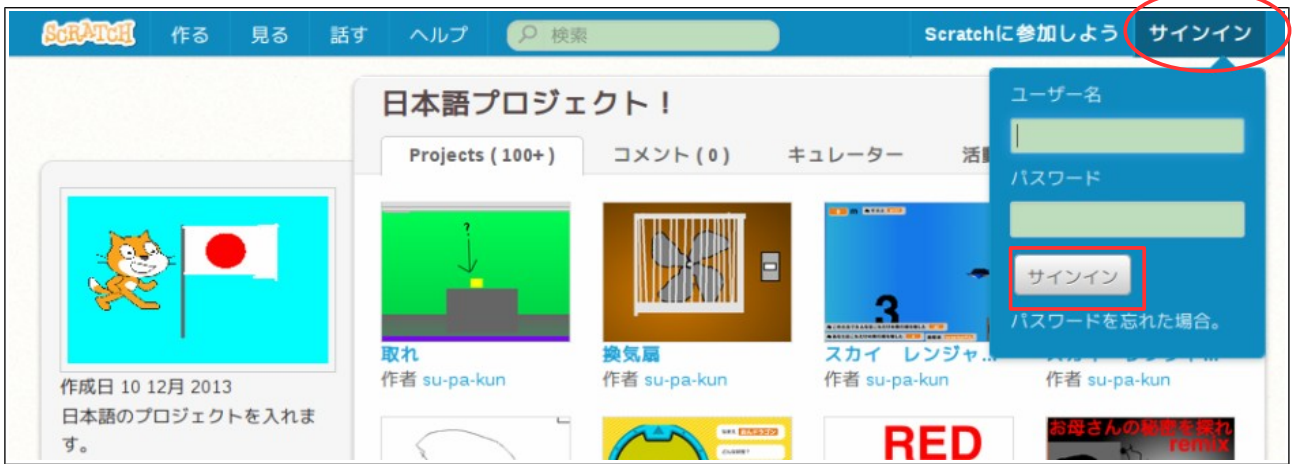 SCRATCH 作る 見る 話す ヘルプ 検索 Scratchに参加しよう サインイン
日本語プロジェクト！
Projects (100+) コメント (0) キュレーター
ユーザー名
パスワード
サインイン
パスワードを忘れた場合。
?
3
取れ
作者 su-pa-kun
換気扇
作者 su-pa-kun
スカイ レンジャ...
作者 su-pa-kun
作者 su-pa-kun
作成日 10 12月 2013
日本語のプロジェクトを入れま
す。
RED
お母さんの秘密を探れ
remix